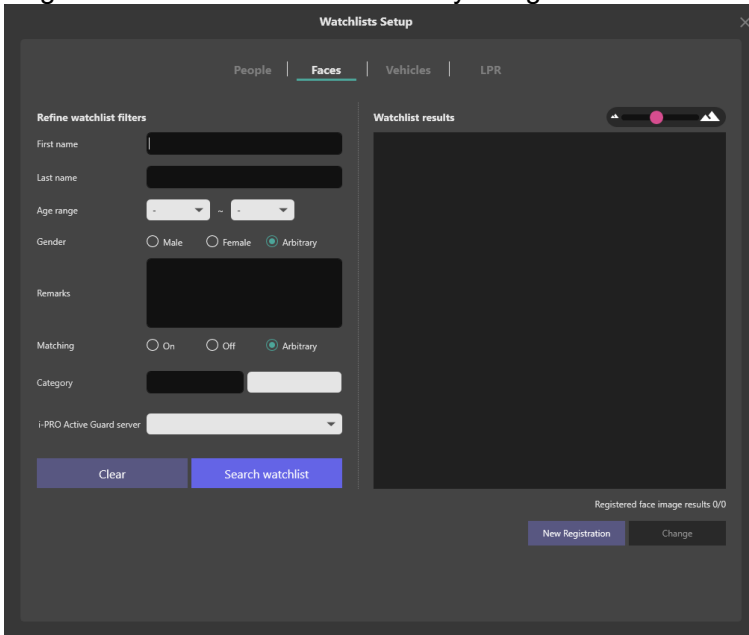 Watchlists Setup
People | Faces | Vehicles | LPR
Refine watchlist filters
First name
Last name
Age range - ~ -
Gender Male Female Arbitrary
Remarks
Matching On Off Arbitrary
Category
i-PRO Active Guard server
Clear Search watchlist
Watchlist results
Registered face image results 0/0
New Registration Change